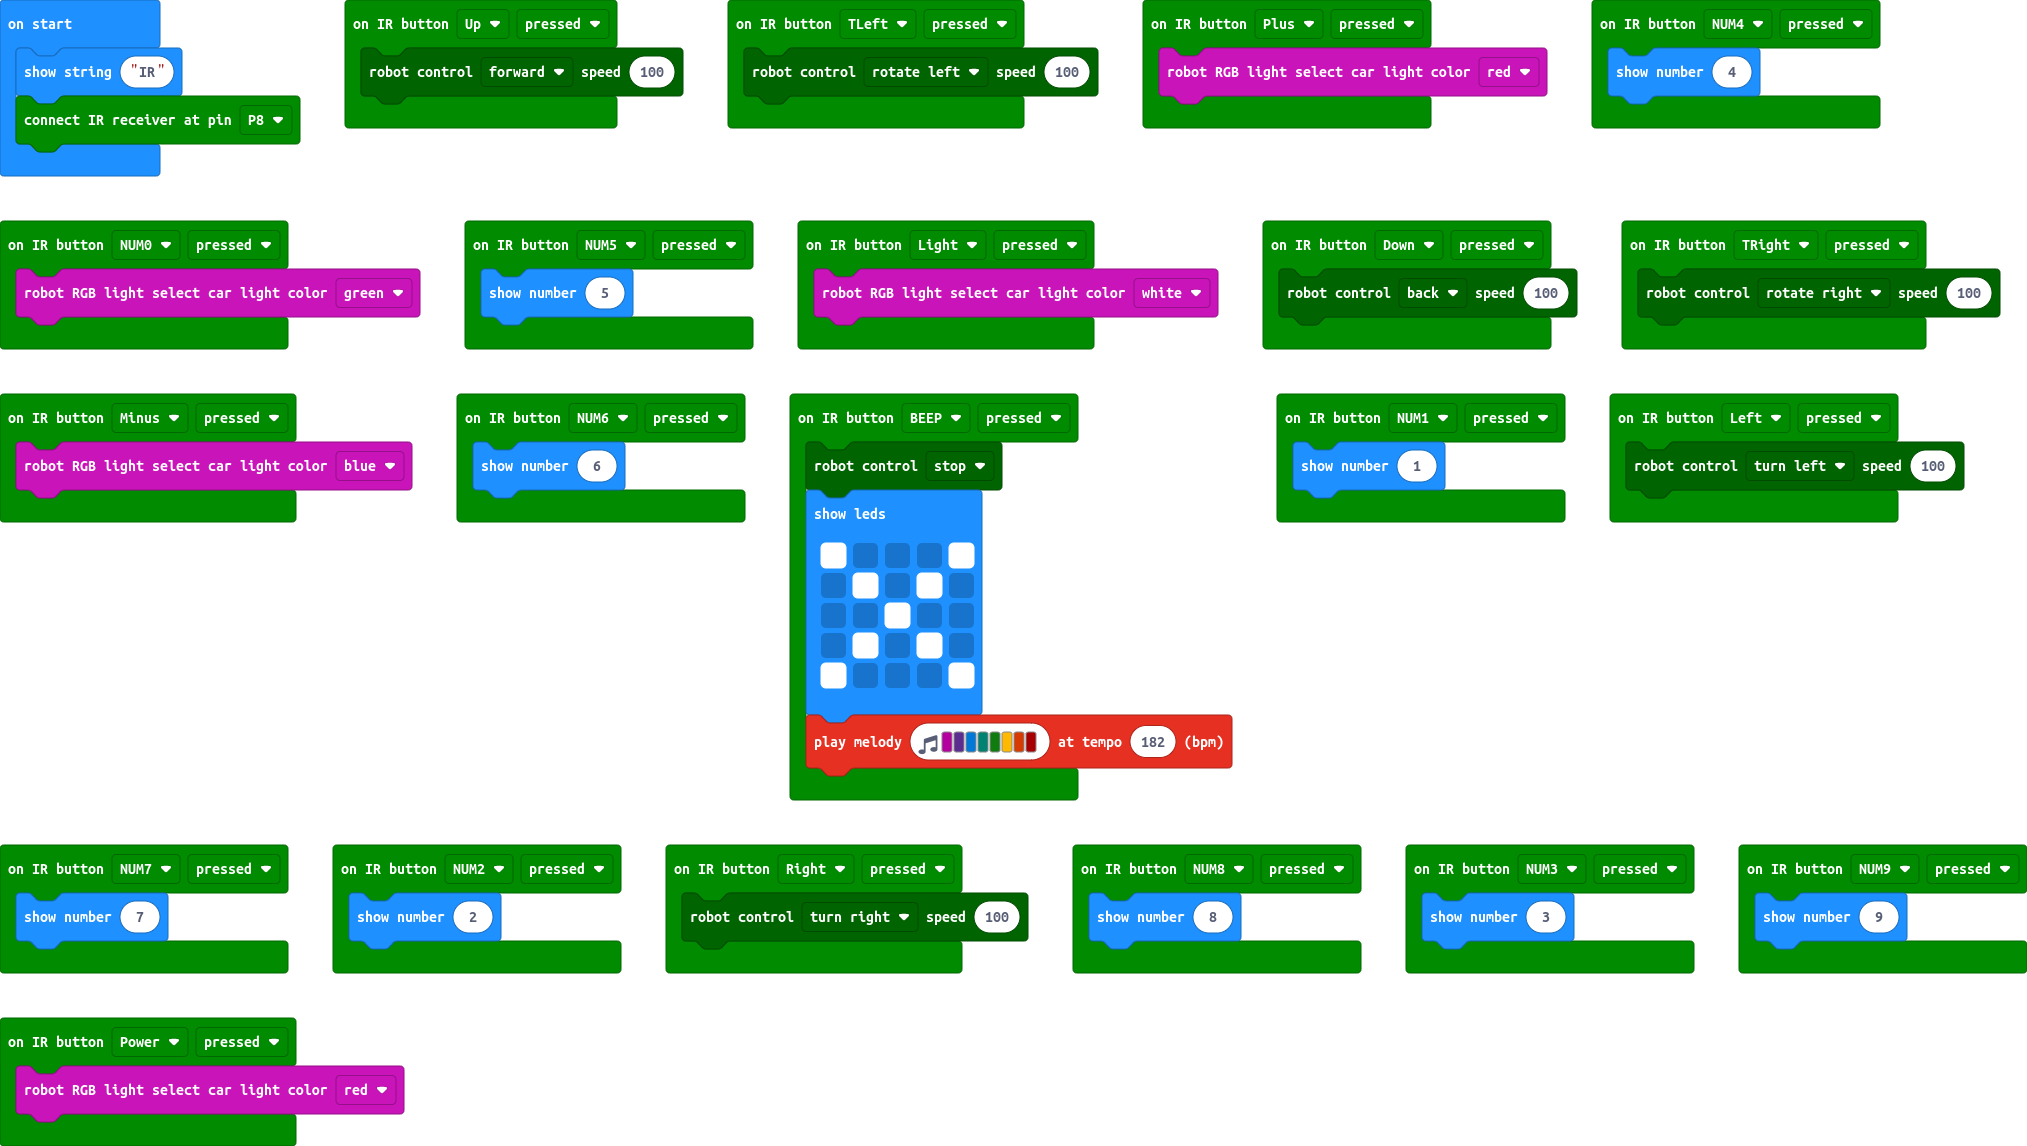 on start
show string "IR"
connect IR receiver at pin P8
on IR button Up pressed
robot control forward speed 100
on IR button TLeft pressed
robot control rotate left speed 100
on IR button Plus pressed
robot RGB light select car light color red
on IR button NUM4 pressed
show number 4
on IR button NUM0 pressed
robot RGB light select car light color green
on IR button NUM5 pressed
show number 5
on IR button Light pressed
robot RGB light select car light color white
on IR button Down pressed
robot control back speed 100
on IR button TRight pressed
robot control rotate right speed 100
on IR button Minus pressed
robot RGB light select car light color blue
on IR button NUM6 pressed
show number 6
on IR button BEEP pressed
robot control stop
show leds
play melody at tempo 182 (bpm)
on IR button NUM1 pressed
show number 1
on IR button Left pressed
robot control turn left speed 100
on IR button NUM7 pressed
show number 7
on IR button NUM2 pressed
show number 2
on IR button Right pressed
robot control turn right speed 100
on IR button NUM8 pressed
show number 8
on IR button NUM3 pressed
show number 3
on IR button NUM9 pressed
show number 9
on IR button Power pressed
robot RGB light select car light color red